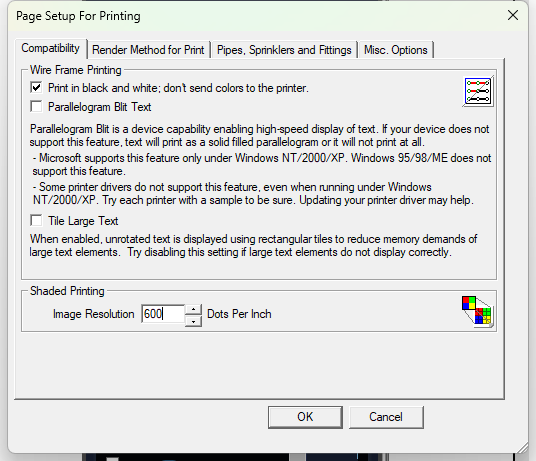 Page Setup For Printing
Compatibility
Render Method for Print
Pipes, Sprinklers and Fittings
Misc. Options
Wire Frame Printing
Print in black and white; don't send colors to the printer.
Parallelogram Blit Text
Parallelogram Blit is a device capability enabling high-speed display of text. If your device does not
support this feature, text will print as a solid filled parallelogram or it will not print at all.
- Microsoft supports this feature only under Windows NT/2000/XP. Windows 95/98/ME does not
support this feature.
- Some printer drivers do not support this feature, even when running under Windows
NT/2000/XP. Try each printer with a sample to be sure. Updating your printer driver may help.
Tile Large Text
When enabled, unrotated text is displayed using rectangular tiles to reduce memory demands of
large text elements. Try disabling this setting if large text elements do not display correctly.
Shaded Printing
Image Resolution 600 Dots Per Inch
OK
Cancel